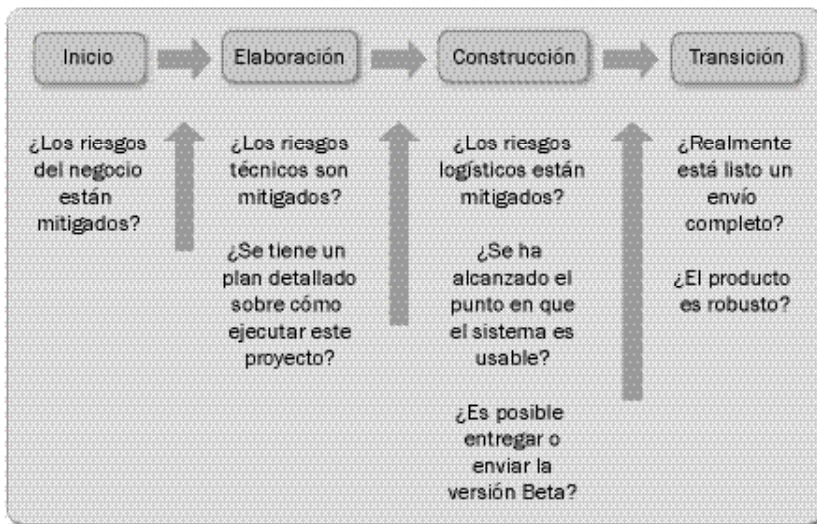 Inicio
Elaboración
Construcción
Transición
¿Los riesgos
del negocio
están
mitigados?
¿Los riesgos
técnicos son
mitigados?
¿Se tiene un
plan detallado
sobre cómo
ejecutar este
proyecto?
¿Los riesgos
logísticos están
mitigados?
¿Se ha
alcanzado el
punto en que
el sistema es
usable?
¿Es posible
entregar o
enviar la
versión Beta?
¿Realmente
está listo un
envío
completo?
¿El producto
es robusto?